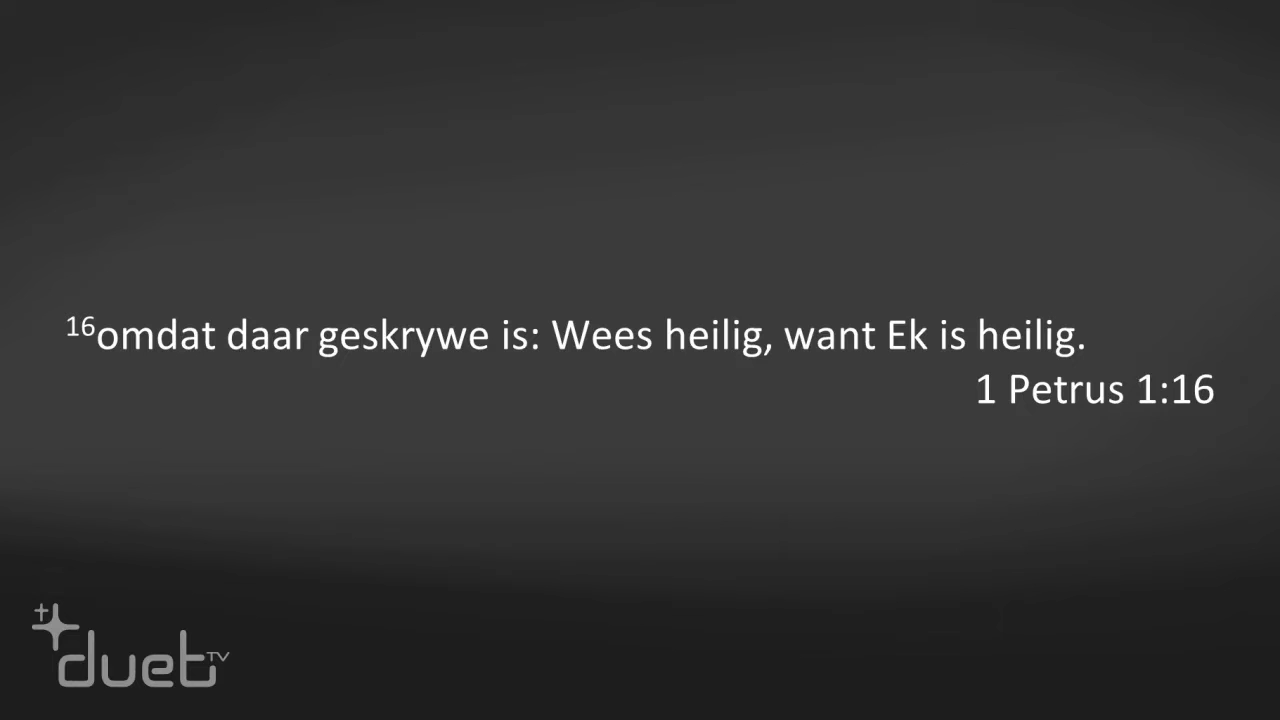 16omdat daar geskrywe is: Wees heilig, want Ek is heilig.
1 Petrus 1:16
duet TV